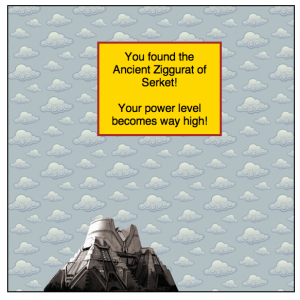 You found the
Ancient Ziggurat of
Serket!
Your power level
becomes way high!